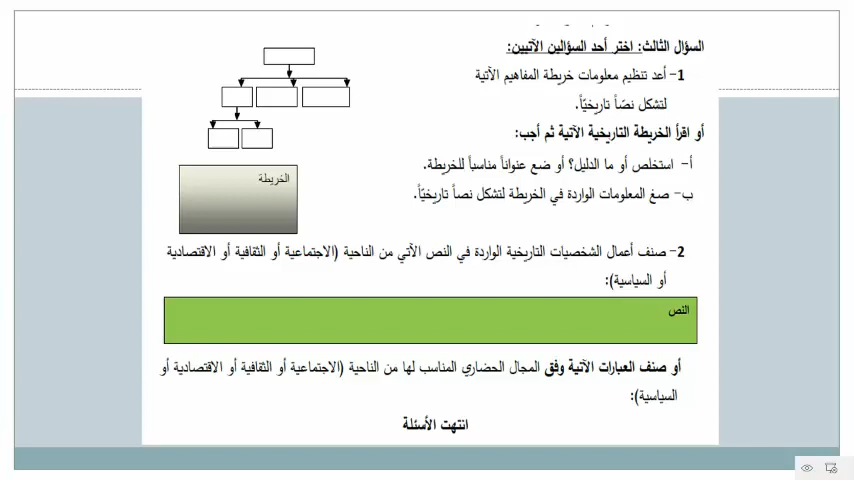 السؤال الثالث: اختر أحد السؤالين الآتيين:
1- أعد تنظيم معلومات خريطة المفاهيم الآتية
لتشكل نصّاً تاريخيّاً.
أو اقرأ الخريطة التاريخية الآتية ثم أجب:
أ- استخلص أو ما الدليل؟ أو ضع عنواناً مناسباً للخريطة.
ب- صغ المعلومات الواردة في الخريطة لتشكل نصاً تاريخيّاً.
الخريطة
2- صنف أعمال الشخصيات التاريخية الواردة في النص الآتي من الناحية (الاجتماعية أو الثقافية أو الاقتصادية
أو السياسية):
النص
أو صنف العبارات الآتية وفق المجال الحضاري المناسب لها من الناحية (الاجتماعية أو الثقافية أو الاقتصادية أو
السياسية):
انتهت الأسئلة